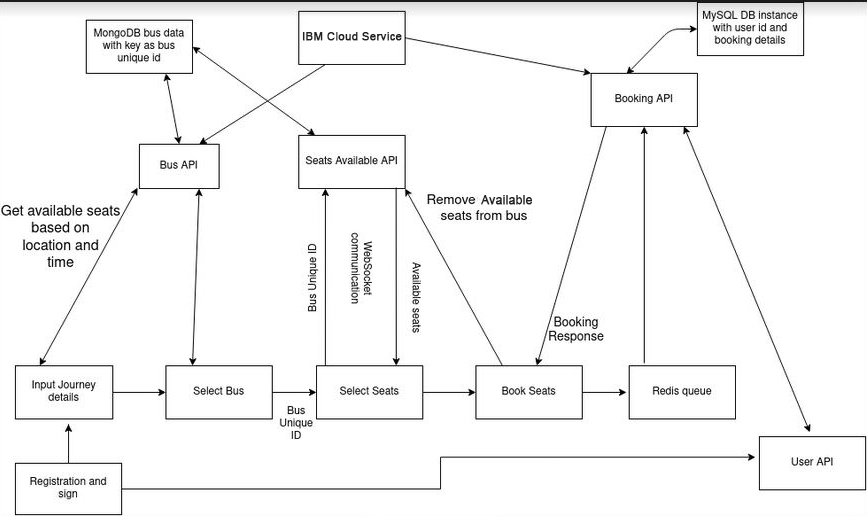 MongoDB bus data
with key as bus
unique id
IBM Cloud Service
MySQL DB instance
with user id and
booking details
Booking API
Bus API
Seats Available API
Get available seats
based on
location and
time
Remove Available
seats from bus
Bus Unique ID
WebSocket
communication
Available seats
Booking
Response
Input Journey
details
Select Bus
Bus
Unique
ID
Select Seats
Book Seats
Redis queue
Registration and
sign
User API